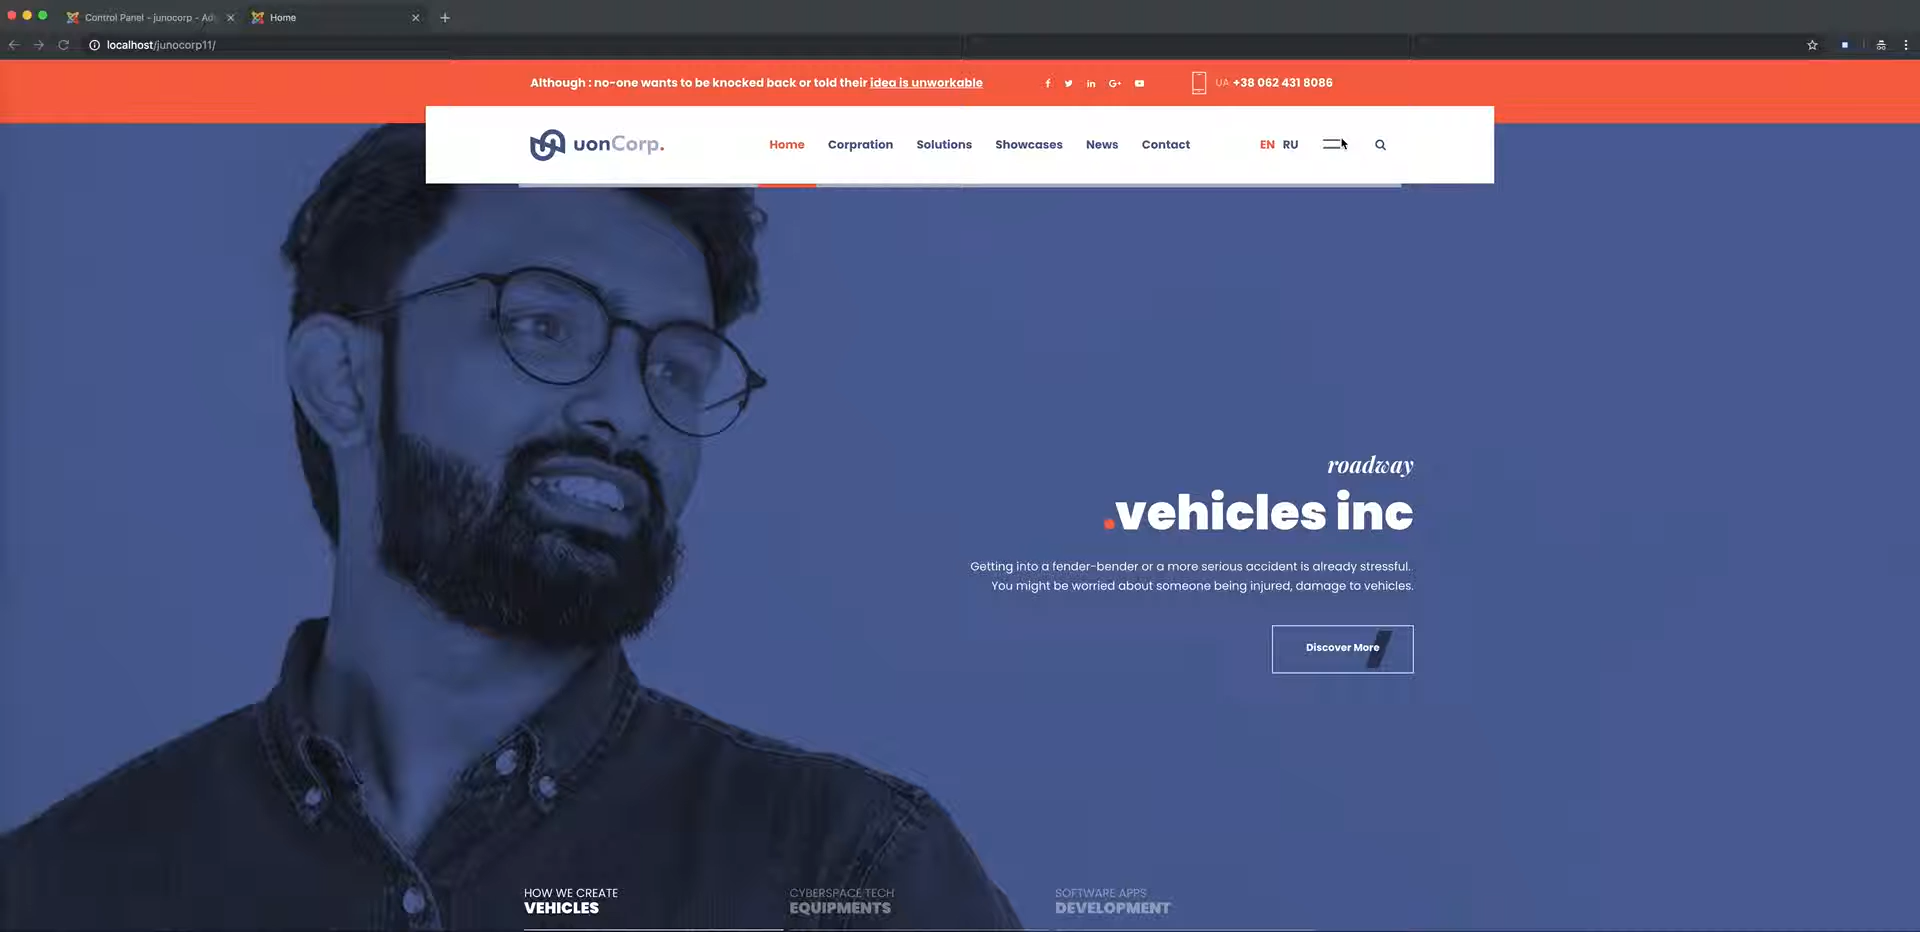 Control Panel - junocorp - Ad
Home
localhost/junocorp11/
Although : no-one wants to be knocked back or told their idea is unworkable
UA +38 062 431 8086
uonCorp.
Home Corpration Solutions Showcases News Contact
EN RU
roadway
.vehicles inc
Getting into a fender-bender or a more serious accident is already stressful.
You might be worried about someone being injured, damage to vehicles.
Discover More
HOW WE CREATE
VEHICLES
CYBERSPACE TECH
EQUIPMENTS
SOFTWARE APPS
DEVELOPMENT